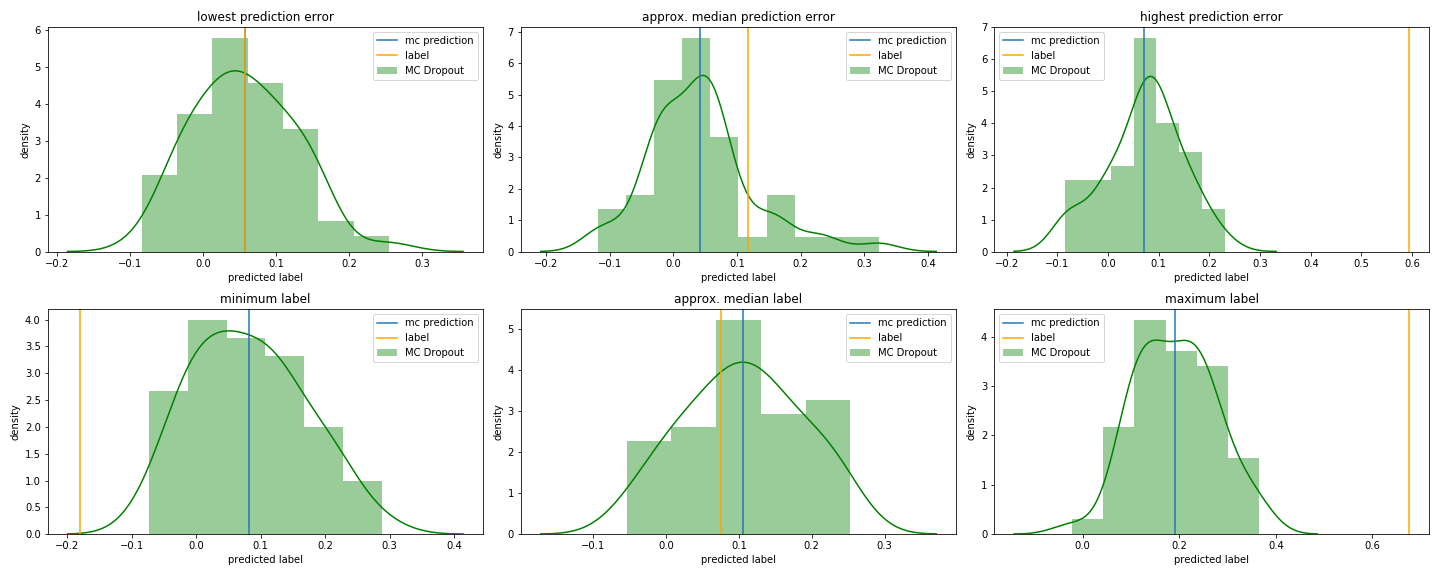 lowest prediction error
6
5
4
3
2
1
0
density
mc prediction
label
MC Dropout
−0.2 −0.1 0.0 0.1 0.2 0.3
predicted label
approx. median prediction error
7
6
5
4
3
2
1
0
density
mc prediction
label
MC Dropout
−0.2 −0.1 0.0 0.1 0.2 0.3 0.4
predicted label
highest prediction error
7
6
5
4
3
2
1
0
density
mc prediction
label
MC Dropout
−0.2 −0.1 0.0 0.1 0.2 0.3 0.4 0.5 0.6
predicted label
minimum label
4.0
3.5
3.0
2.5
2.0
1.5
1.0
0.5
0.0
density
mc prediction
label
MC Dropout
−0.2 −0.1 0.0 0.1 0.2 0.3 0.4
predicted label
approx. median label
5
4
3
2
1
0
density
mc prediction
label
MC Dropout
−0.1 0.0 0.1 0.2 0.3
predicted label
maximum label
4
3
2
1
0
density
mc prediction
label
MC Dropout
0.0 0.2 0.4 0.6
predicted label